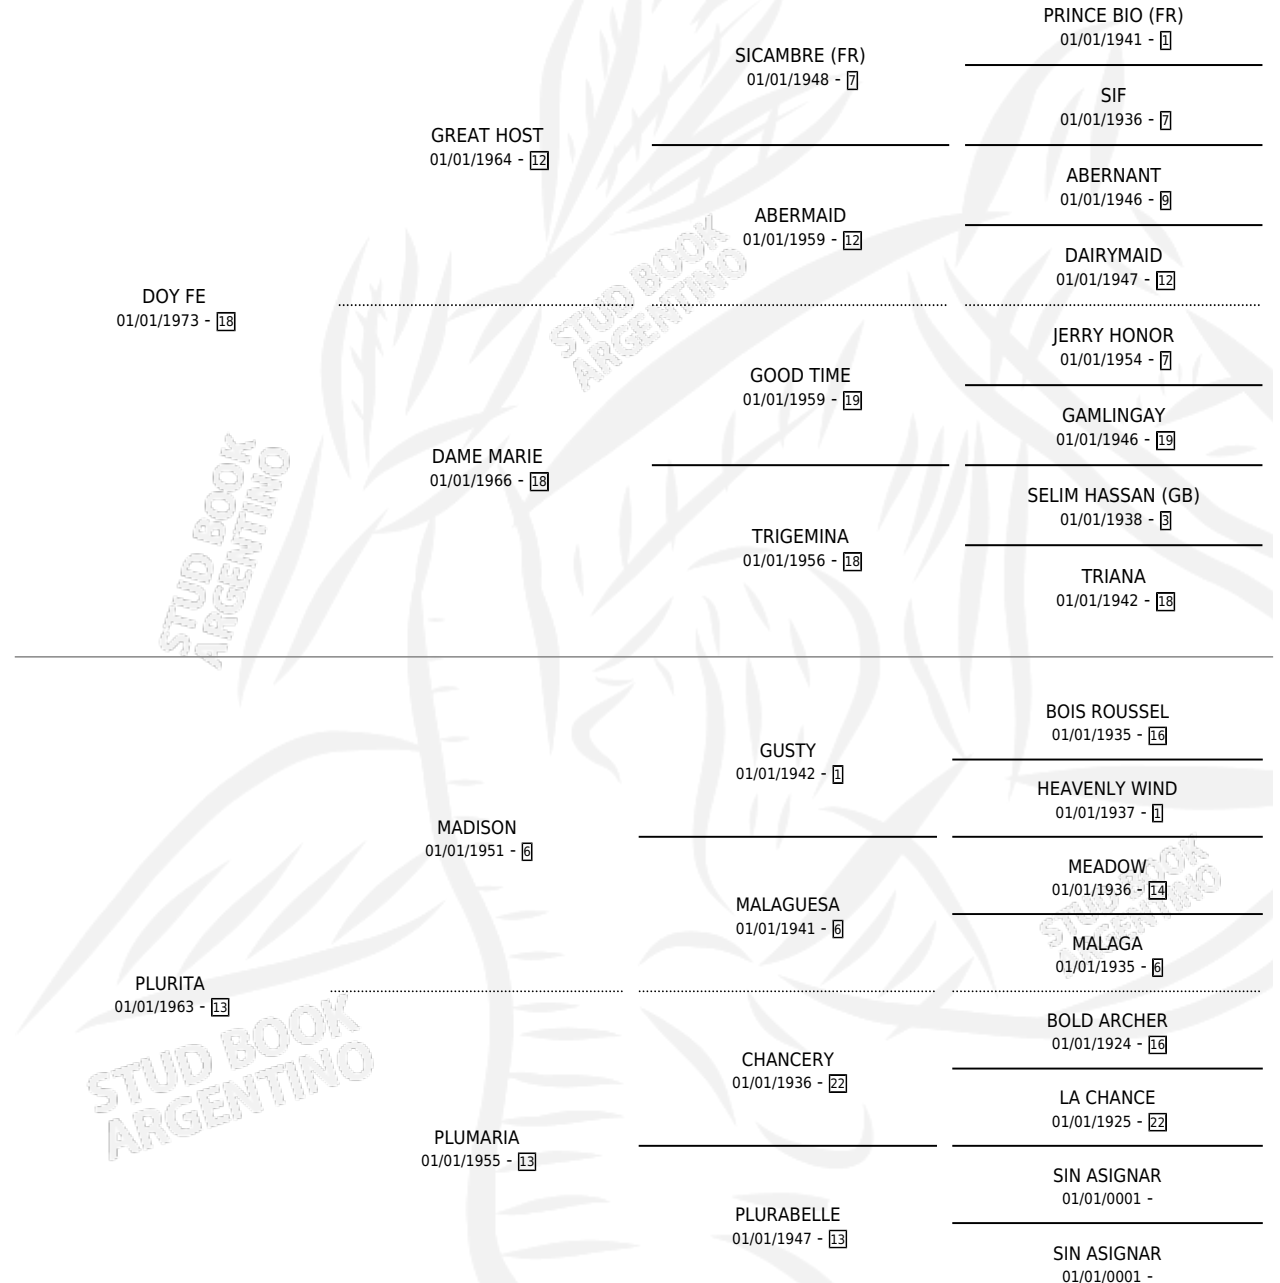 PRINCE BIO (FR)
01/01/1941 - 1
SICAMBRE (FR)
01/01/1948 - 7
SIF
01/01/1936 - 7
GREAT HOST
01/01/1964 - 12
ABERNANT
01/01/1946 - 9
ABERMAID
01/01/1959 - 12
DAIRYMAID
01/01/1947 - 12
DOY FE
01/01/1973 - 18
JERRY HONOR
01/01/1954 - 7
GOOD TIME
01/01/1959 - 19
GAMLINGAY
01/01/1946 - 19
DAME MARIE
01/01/1966 - 18
SELIM HASSAN (GB)
01/01/1938 - 3
TRIGEMINA
01/01/1956 - 18
TRIANA
01/01/1942 - 18
BOIS ROUSSEL
01/01/1935 - 16
GUSTY
01/01/1942 - 1
HEAVENLY WIND
01/01/1937 - 1
MADISON
01/01/1951 - 6
MEADOW
01/01/1936 - 14
MALAGUESA
01/01/1941 - 6
MALAGA
01/01/1935 - 6
PLURITA
01/01/1963 - 13
BOLD ARCHER
01/01/1924 - 16
CHANCERY
01/01/1936 - 22
LA CHANCE
01/01/1925 - 22
PLUMARIA
01/01/1955 - 13
SIN ASIGNAR
01/01/0001 -
PLURABELLE
01/01/1947 - 13
SIN ASIGNAR
01/01/0001 -
STUD BOOK
ARGENTINO
STUD BOOK
ARGENTINO
STUD BOOK
ARGENTINO
STUD BOOK
ARGENTINO